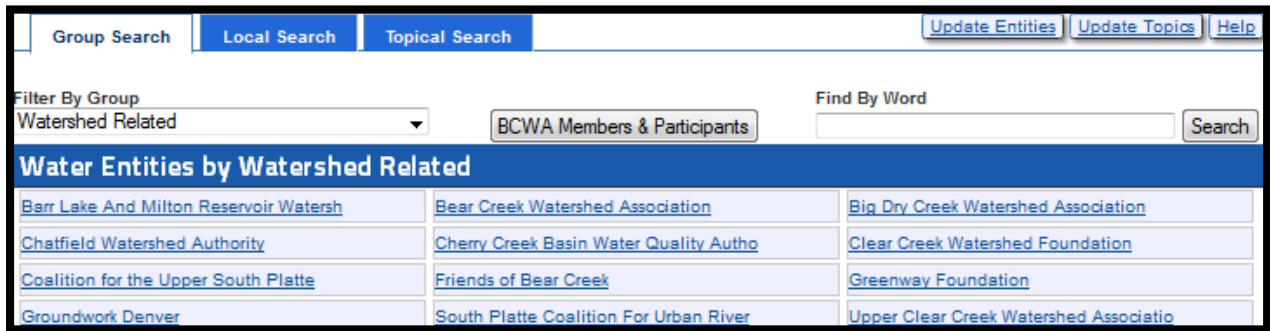 Group Search Local Search Topical Search Update Entities Update Topics Help
Filter By Group Find By Word
Watershed Related BCWA Members & Participants Search
Water Entities by Watershed Related
Barr Lake And Milton Reservoir Watersh Bear Creek Watershed Association Big Dry Creek Watershed Association
Chatfield Watershed Authority Cherry Creek Basin Water Quality Autho Clear Creek Watershed Foundation
Coalition for the Upper South Platte Friends of Bear Creek Greenway Foundation
Groundwork Denver South Platte Coalition For Urban River Upper Clear Creek Watershed Associatio